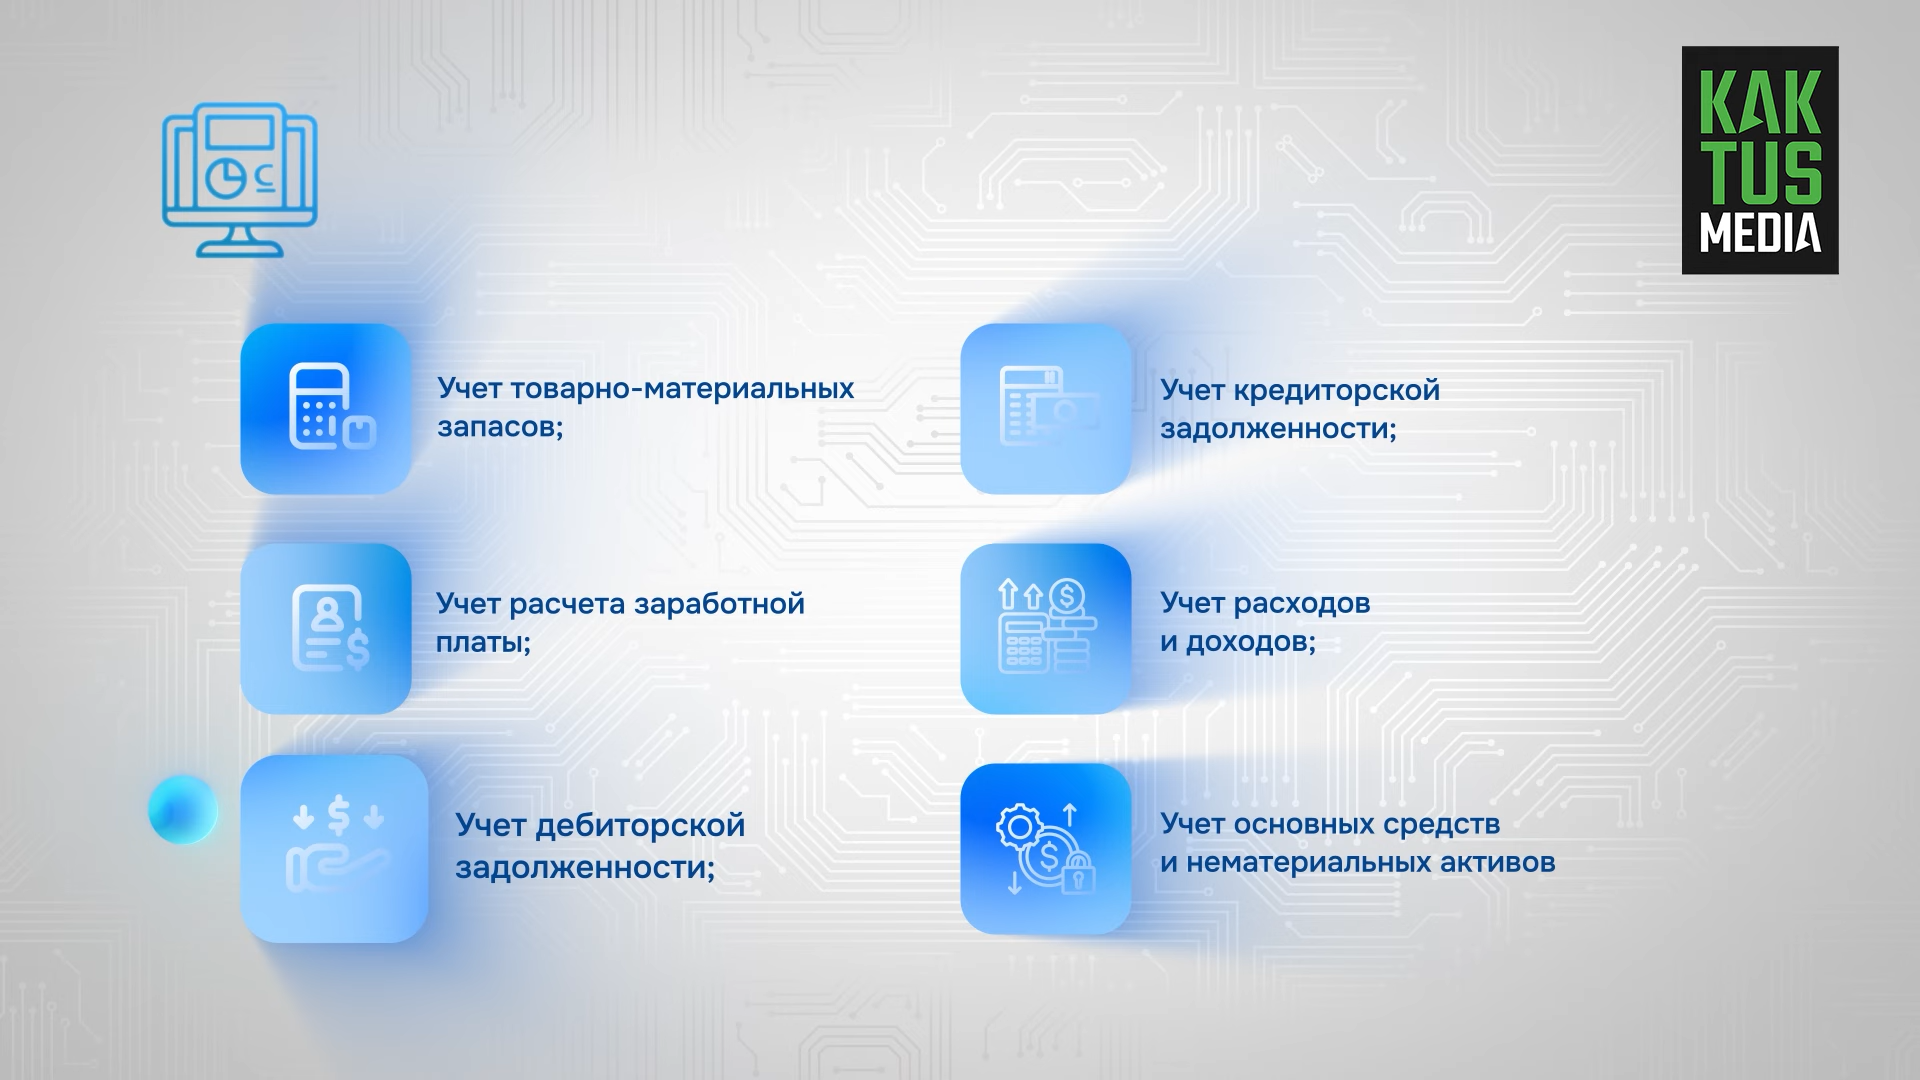 KAK
TUS
MEDIA
Учет товарно-материальных
запасов;
Учет расчета заработной
платы;
Учет дебиторской
задолженности;
Учет кредиторской
задолженности;
Учет расходов
и доходов;
Учет основных средств
и нематериальных активов